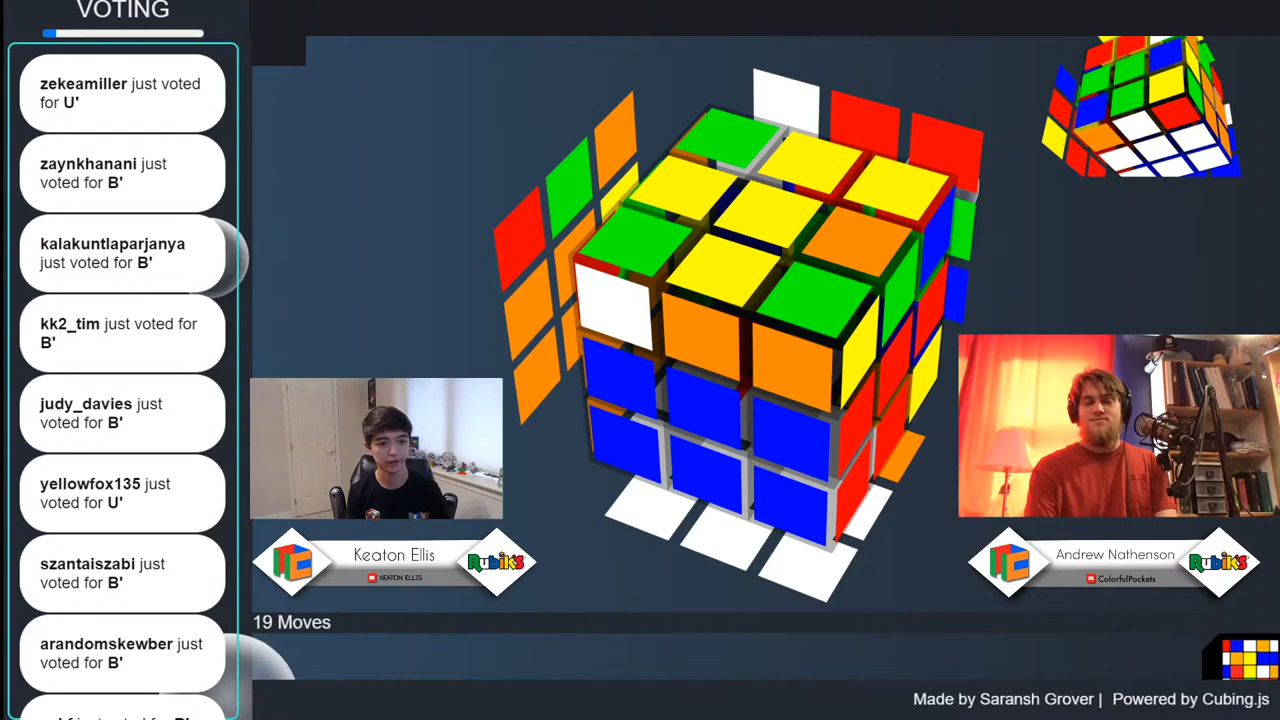 VOTING
zekeamiller just voted
for U'
zaynkhanani just
voted for B'
kalakuntlaparjanya
just voted for B'
kk2_tim just voted for
B'
judy_davies just
voted for B'
yellowfox135 just
voted for U'
szantaiszabi just
voted for B'
arandomskewber just
voted for B'
Keaton Ellis
KEATON ELLIS
Rubik's
Andrew Nathenson
ColorfulPockets
Rubik's
19 Moves
Made by Saransh Grover | Powered by Cubing.js